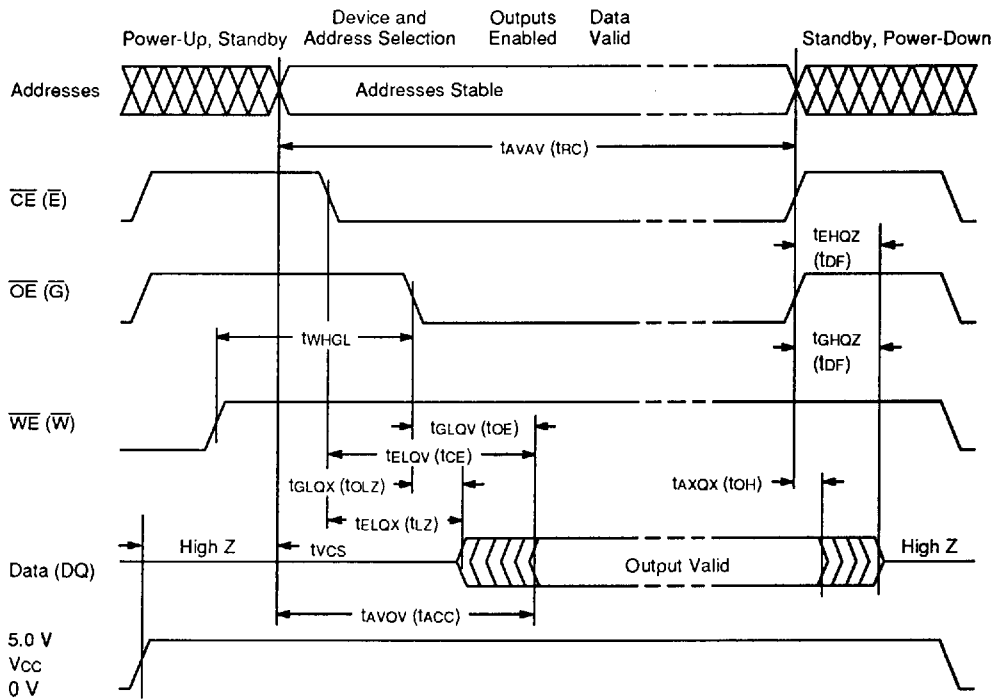 Power-Up, Standby
Device and
Address Selection
Outputs
Enabled
Data
Valid
Standby, Power-Down
Addresses
Addresses Stable
tAVAV (tRC)
CE (E)
tEHQZ
(tDF)
OE (G)
tWHGL
tGHQZ
(tDF)
WE (W)
tGLQV (tOE)
tELQV (tCE)
tGLQX (tOLZ)
tAXQX (tOH)
tELQX (tLZ)
High Z
tVCS
High Z
Data (DQ)
Output Valid
tAVOV (tACC)
5.0 V
VCC
0 V